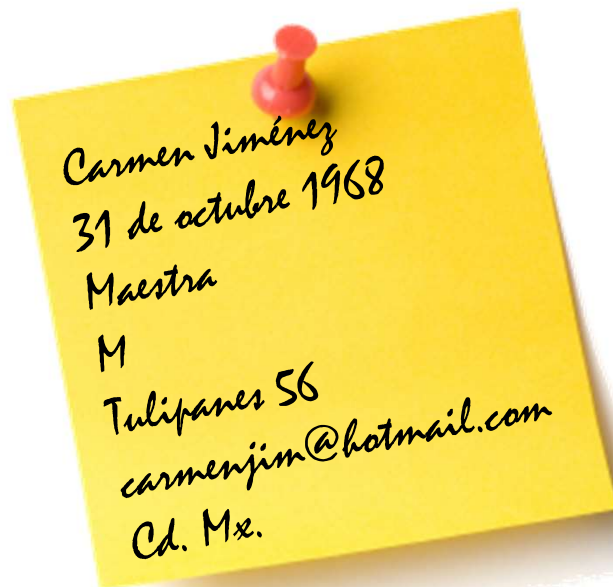 Carmen Jiménez
31 de octubre 1968
Maestra
M
Tulipanes 56
carmenjim@hotmail.com
Cd. Mx.